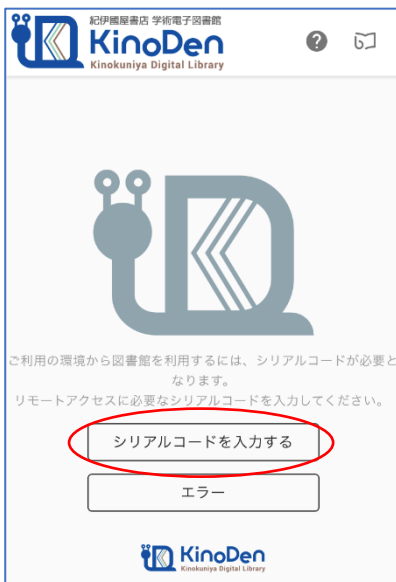 紀伊國屋書店 学術電子図書館
KinoDen
Kinokuniya Digital Library
ご利用の環境から図書館を利用するには、シリアルコードが必要と
なります。
リモートアクセスに必要なシリアルコードを入力してください。
シリアルコードを入力する
エラー
KinoDen
Kinokuniya Digital Library